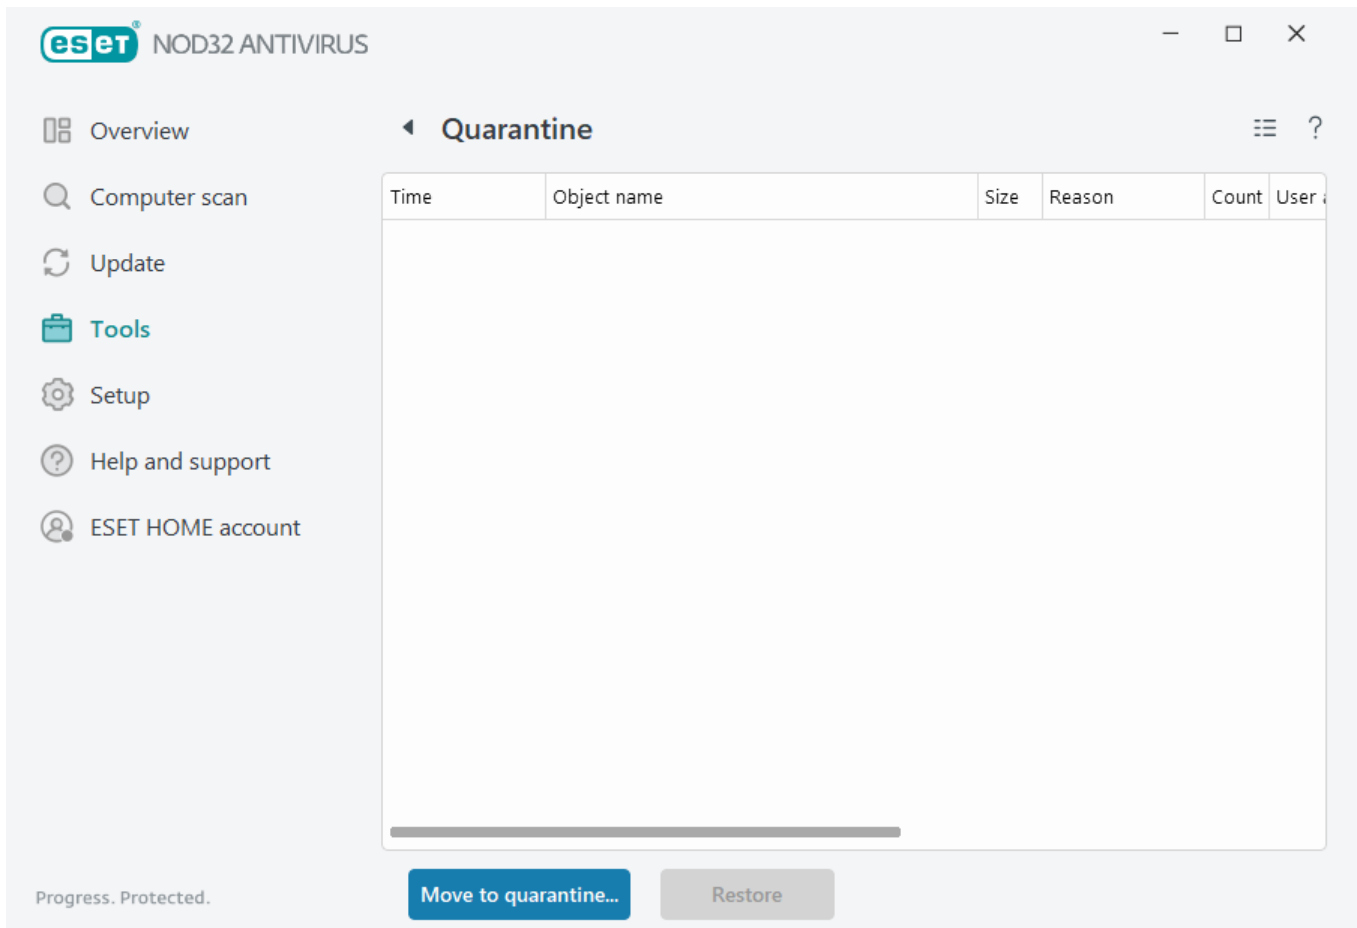 eseT® NOD32 ANTIVIRUS
Overview
Computer scan
Update
Tools
Setup
Help and support
ESET HOME account
Progress. Protected.
Quarantine
?
Time Object name Size Reason Count User a
Move to quarantine... Restore